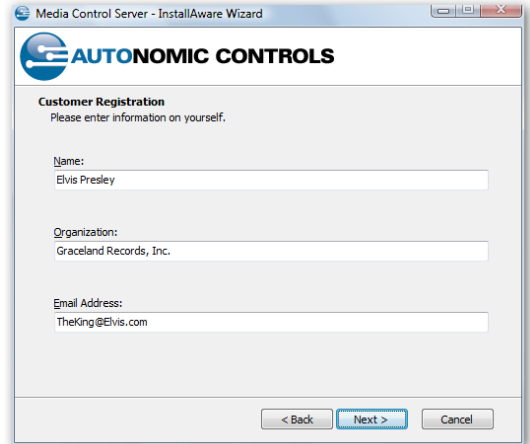 Media Control Server - InstallAware Wizard
AUTONOMIC CONTROLS
Customer Registration
Please enter information on yourself.
Name:
Elvis Presley
Organization:
Graceland Records, Inc.
Email Address:
TheKing@Elvis.com
< Back Next > Cancel